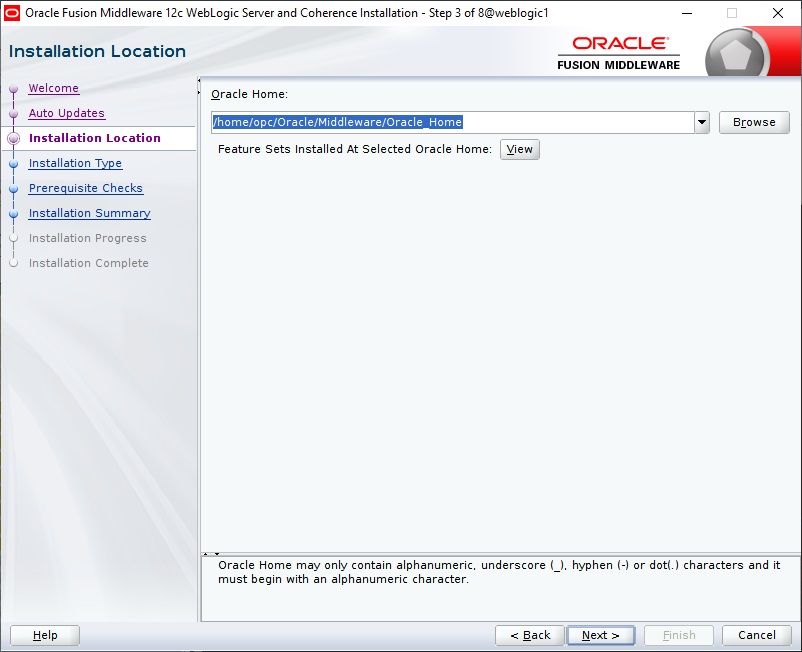 Oracle Fusion Middleware 12c WebLogic Server and Coherence Installation - Step 3 of 8@weblogic1
Installation Location
ORACLE
FUSION MIDDLEWARE
Welcome
Auto Updates
Installation Location
Installation Type
Prerequisite Checks
Installation Summary
Installation Progress
Installation Complete
Oracle Home:
/home/opc/Oracle/Middleware/Oracle_Home
Browse
Feature Sets Installed At Selected Oracle Home: View
Oracle Home may only contain alphanumeric, underscore (_), hyphen (-) or dot(.) characters and it
must begin with an alphanumeric character.
Help
< Back
Next >
Finish
Cancel